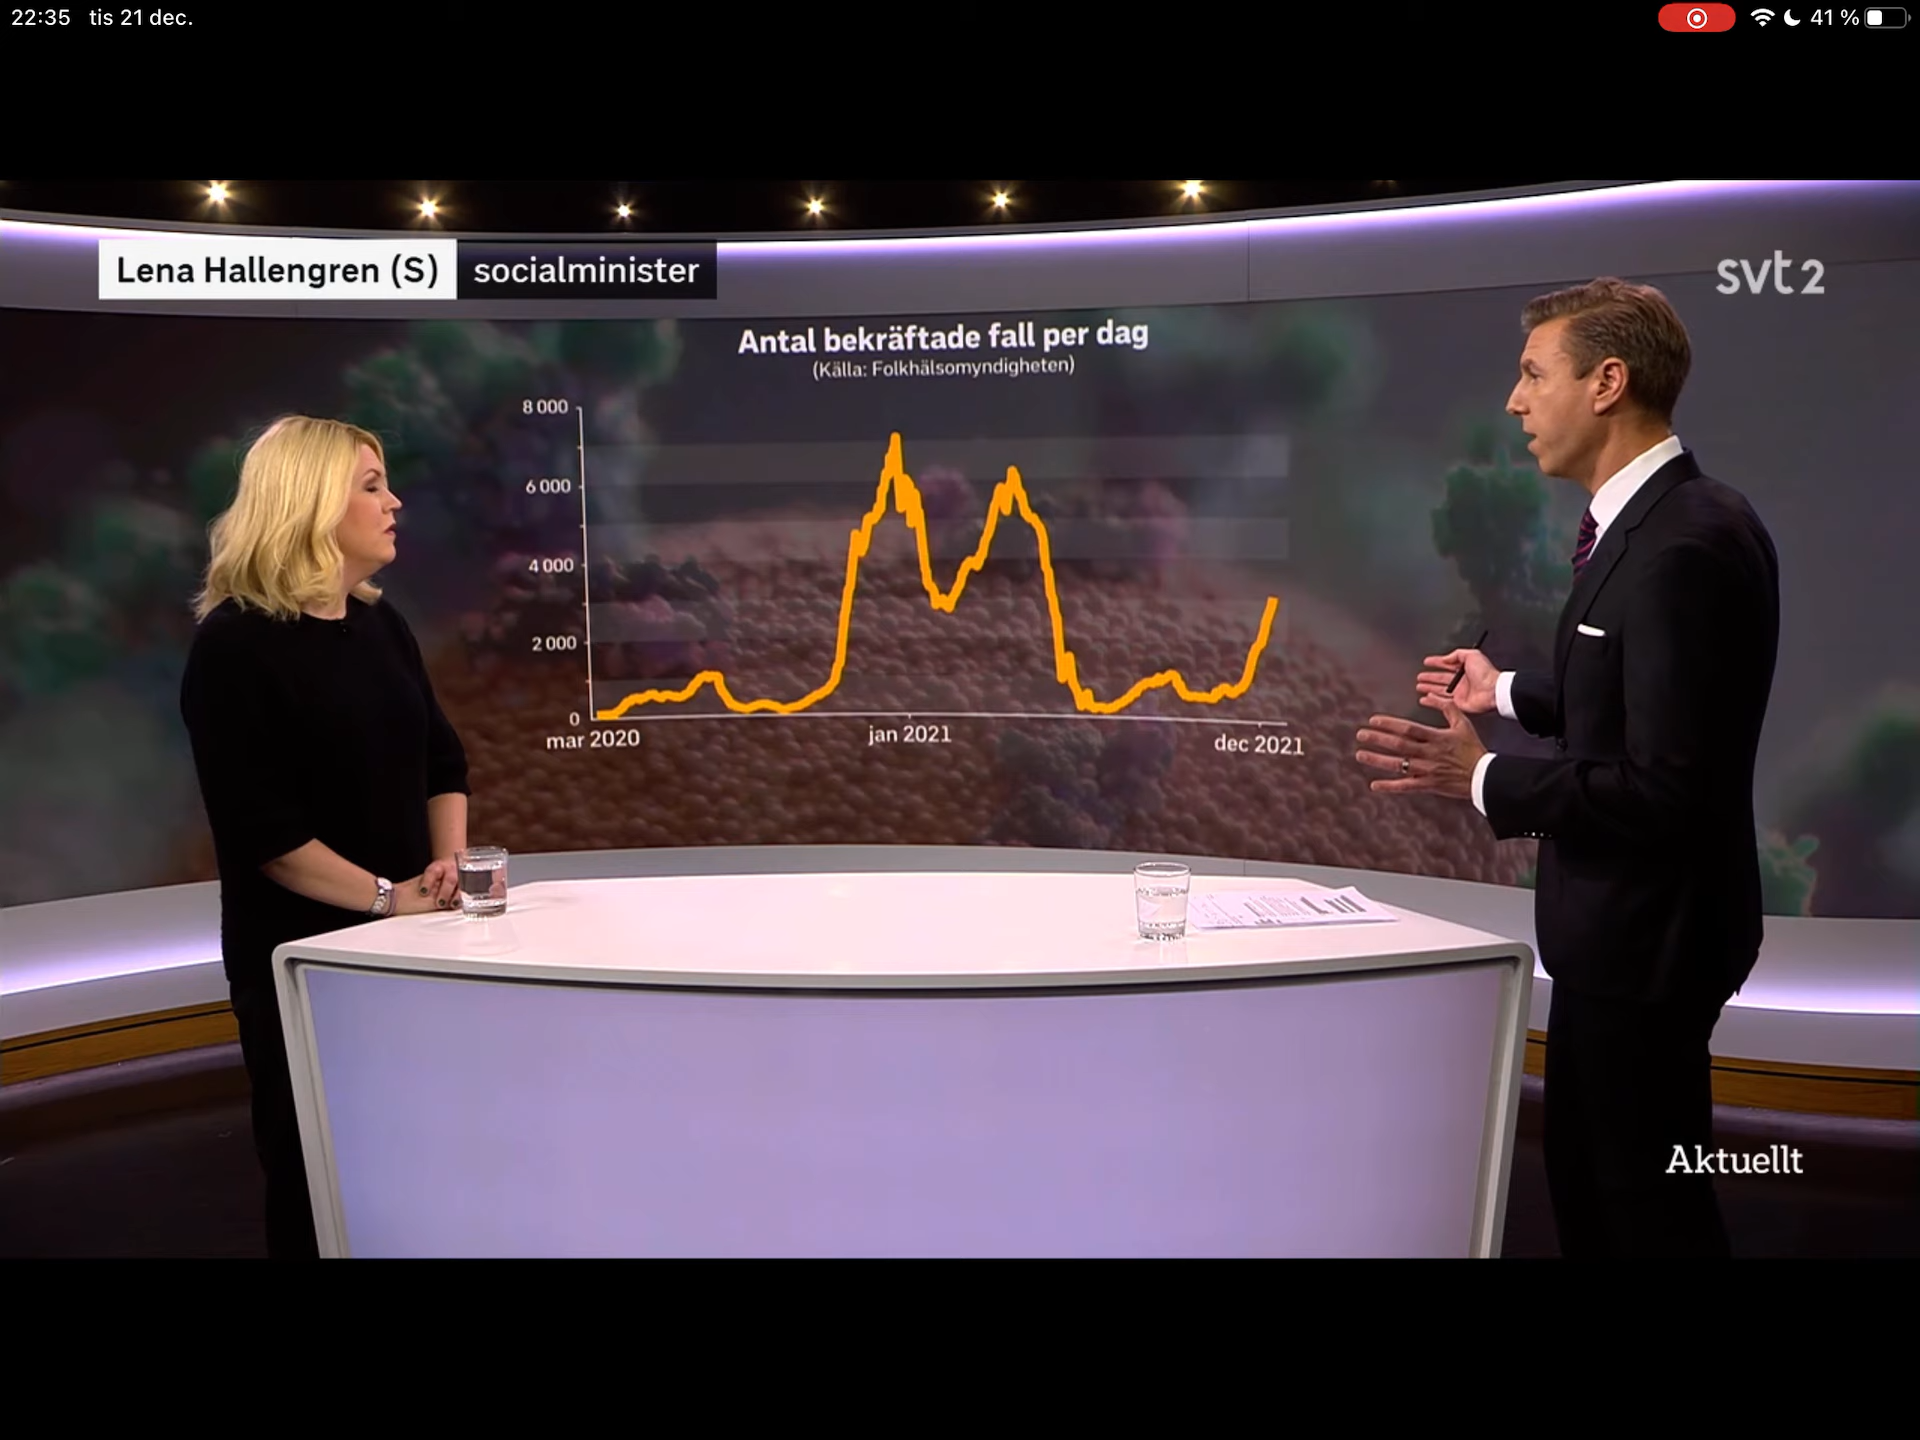 22:35 tis 21 dec.
41 %
Lena Hallengren (S) socialminister
svt2
Antal bekräftade fall per dag
(Källa: Folkhälsomyndigheten)
8 000
6 000
4 000
2 000
0
mar 2020 jan 2021 dec 2021
Aktuellt